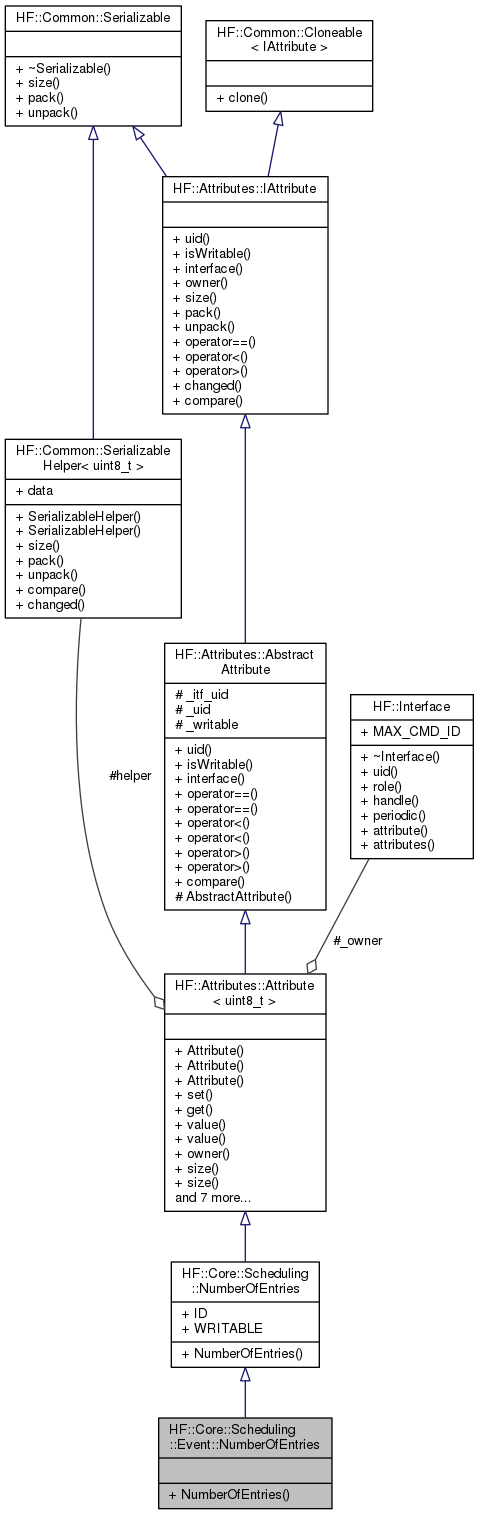 HF::Common::Serializable
+ ~Serializable()
+ size()
+ pack()
+ unpack()
HF::Common::Cloneable
< IAttribute >
+ clone()
HF::Attributes::IAttribute
+ uid()
+ isWritable()
+ interface()
+ owner()
+ size()
+ pack()
+ unpack()
+ operator==()
+ operator<()
+ operator>()
+ changed()
+ compare()
HF::Common::Serializable
Helper< uint8_t >
+ data
+ SerializableHelper()
+ SerializableHelper()
+ size()
+ pack()
+ unpack()
+ compare()
+ changed()
HF::Attributes::Abstract
Attribute
# _itf_uid
# _uid
# _writable
+ uid()
+ isWritable()
+ interface()
+ operator==()
+ operator==()
+ operator<()
+ operator<()
+ operator>()
+ operator>()
+ compare()
# AbstractAttribute()
HF::Interface
+ MAX_CMD_ID
+ ~Interface()
+ uid()
+ role()
+ handle()
+ periodic()
+ attribute()
+ attributes()
#helper
#_owner
HF::Attributes::Attribute
< uint8_t >
+ Attribute()
+ Attribute()
+ Attribute()
+ set()
+ get()
+ value()
+ value()
+ owner()
+ size()
+ size()
and 7 more...
HF::Core::Scheduling
::NumberOfEntries
+ ID
+ WRITABLE
+ NumberOfEntries()
HF::Core::Scheduling
::Event::NumberOfEntries
+ NumberOfEntries()